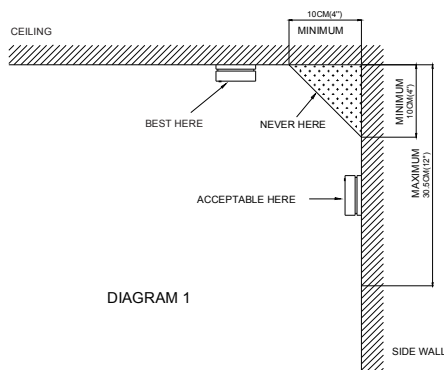 10CM(4")
CEILING
MINIMUM
BEST HERE
NEVER HERE
MINIMUM
10CM(4")
MAXIMUM
30.5CM(12")
ACCEPTABLE HERE
DIAGRAM 1
SIDE WALL